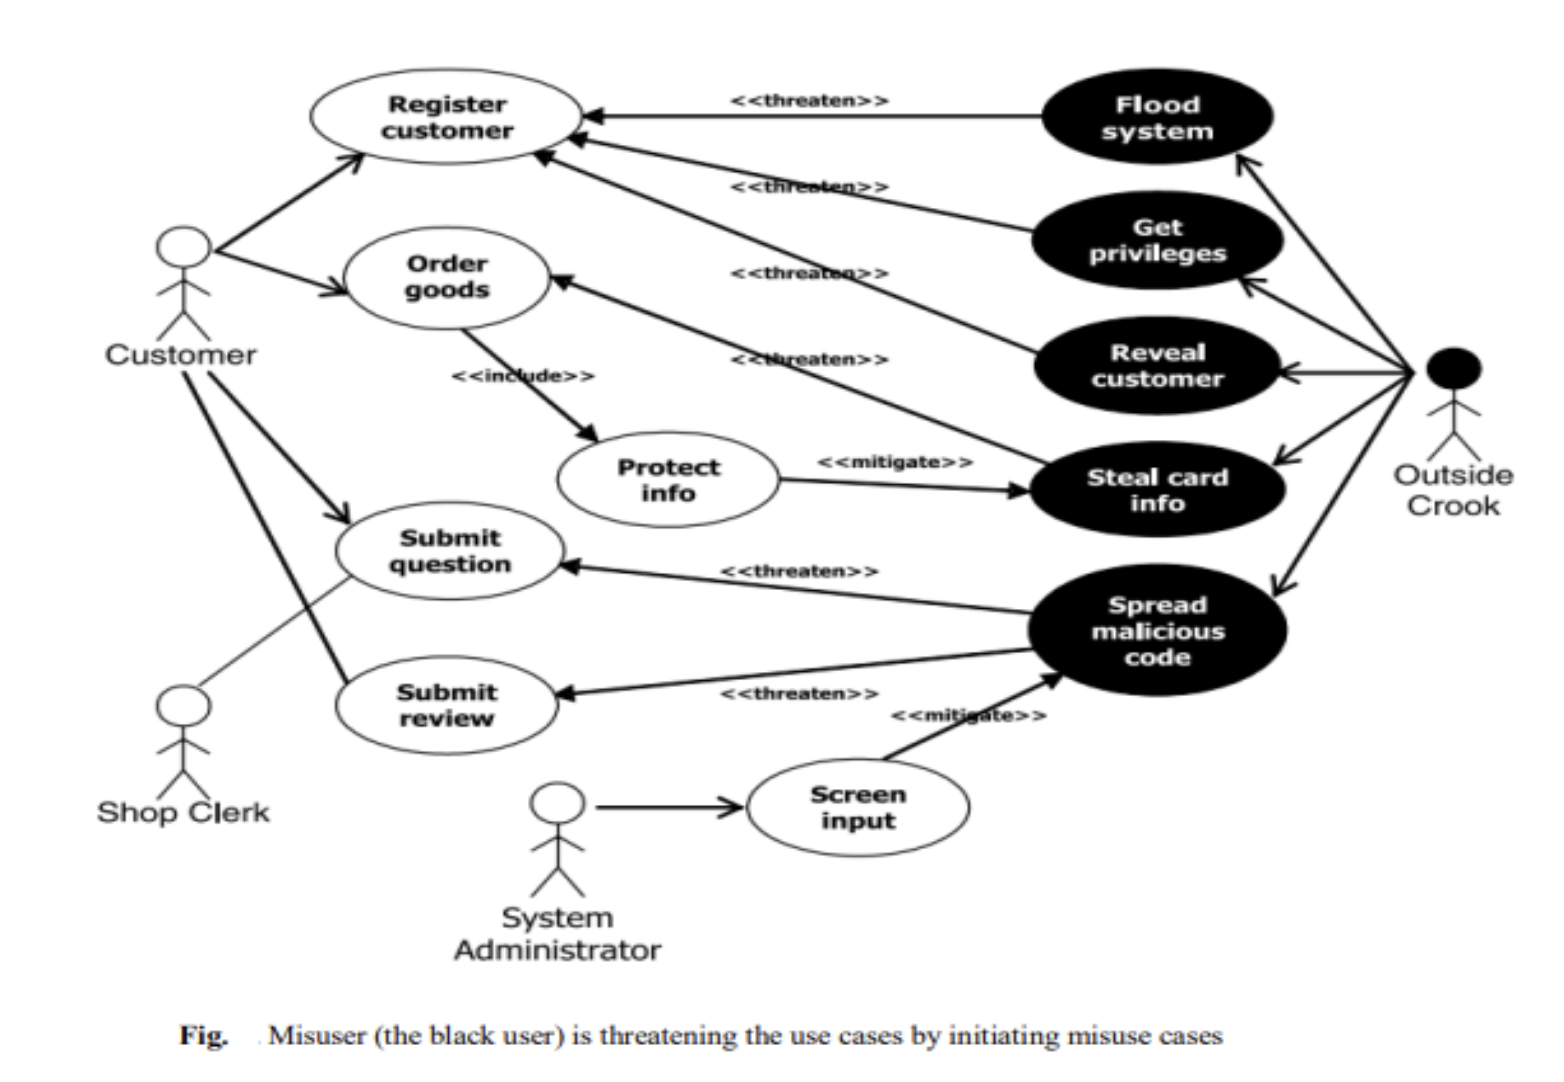 Register
customer
<<threaten>>
Flood
system
<<threaten>>
Get
privileges
Order
goods
<<threaten>>
Customer
<<include>>
<<threaten>>
Reveal
customer
Protect
info
<<mitigate>>
Steal card
info
Outside
Crook
Submit
question
<<threaten>>
Spread
malicious
code
Submit
review
<<threaten>>
<<mitigate>>
Shop Clerk
Screen
input
System
Administrator
Fig. Misuser (the black user) is threatening the use cases by initiating misuse cases